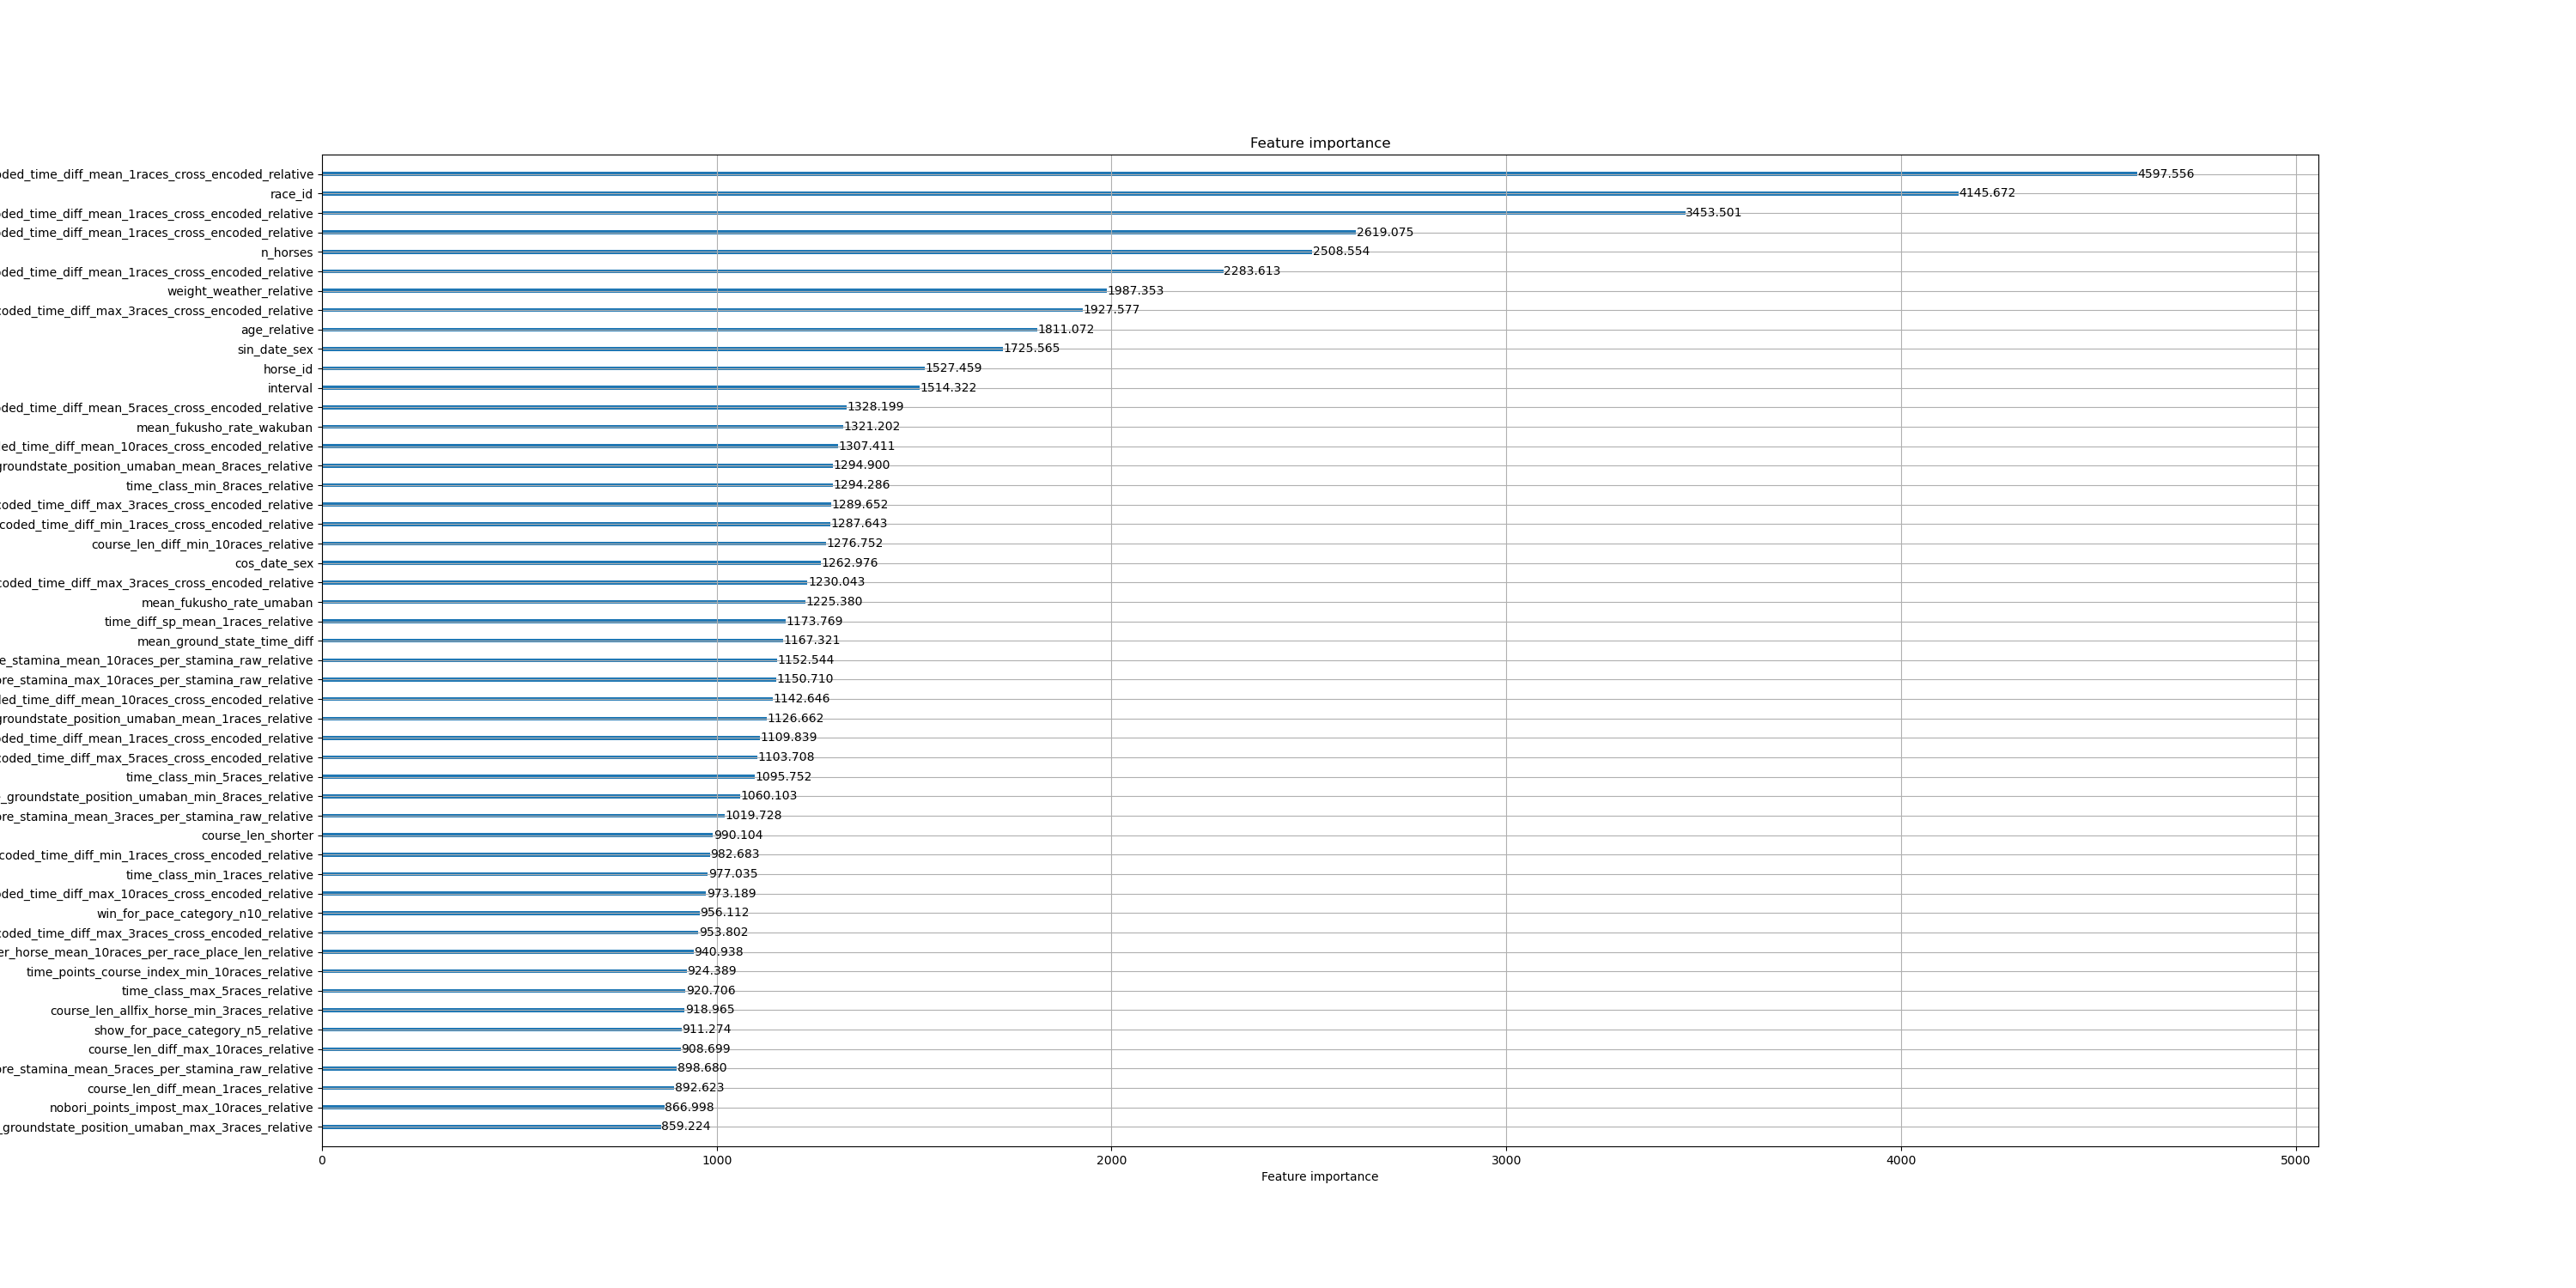 Feature importance
ded_time_diff_mean_1races_cross_encoded_relative 4597.556
race_id 4145.672
ded_time_diff_mean_1races_cross_encoded_relative 3453.501
ded_time_diff_mean_1races_cross_encoded_relative 2619.075
n_horses 2508.554
ded_time_diff_mean_1races_cross_encoded_relative 2283.613
weight_weather_relative 1987.353
coded_time_diff_max_3races_cross_encoded_relative 1927.577
age_relative 1811.072
sin_date_sex 1725.565
horse_id 1527.459
interval 1514.322
ded_time_diff_mean_5races_cross_encoded_relative 1328.199
mean_fukusho_rate_wakuban 1321.202
ed_time_diff_mean_10races_cross_encoded_relative 1307.411
groundstate_position_umaban_mean_8races_relative 1294.900
time_class_min_8races_relative 1294.286
coded_time_diff_max_3races_cross_encoded_relative 1289.652
coded_time_diff_min_1races_cross_encoded_relative 1287.643
course_len_diff_min_10races_relative 1276.752
cos_date_sex 1262.976
coded_time_diff_max_3races_cross_encoded_relative 1230.043
mean_fukusho_rate_umaban 1225.380
time_diff_sp_mean_1races_relative 1173.769
mean_ground_state_time_diff 1167.321
e_stamina_mean_10races_per_stamina_raw_relative 1152.544
ore_stamina_max_10races_per_stamina_raw_relative 1150.710
led_time_diff_mean_10races_cross_encoded_relative 1142.646
groundstate_position_umaban_mean_1races_relative 1126.662
ded_time_diff_mean_1races_cross_encoded_relative 1109.839
coded_time_diff_max_5races_cross_encoded_relative 1103.708
time_class_min_5races_relative 1095.752
_groundstate_position_umaban_min_8races_relative 1060.103
ore_stamina_mean_3races_per_stamina_raw_relative 1019.728
course_len_shorter 990.104
coded_time_diff_min_1races_cross_encoded_relative 982.683
time_class_min_1races_relative 977.035
ded_time_diff_max_10races_cross_encoded_relative 973.189
win_for_pace_category_n10_relative 956.112
coded_time_diff_max_3races_cross_encoded_relative 953.802
er_horse_mean_10races_per_race_place_len_relative 940.938
time_points_course_index_min_10races_relative 924.389
time_class_max_5races_relative 920.706
course_len_allfix_horse_min_3races_relative 918.965
show_for_pace_category_n5_relative 911.274
course_len_diff_max_10races_relative 908.699
ore_stamina_mean_5races_per_stamina_raw_relative 898.680
course_len_diff_mean_1races_relative 892.623
nobori_points_impost_max_10races_relative 866.998
_groundstate_position_umaban_max_3races_relative 859.224
0 1000 2000 3000 4000 5000
Feature importance